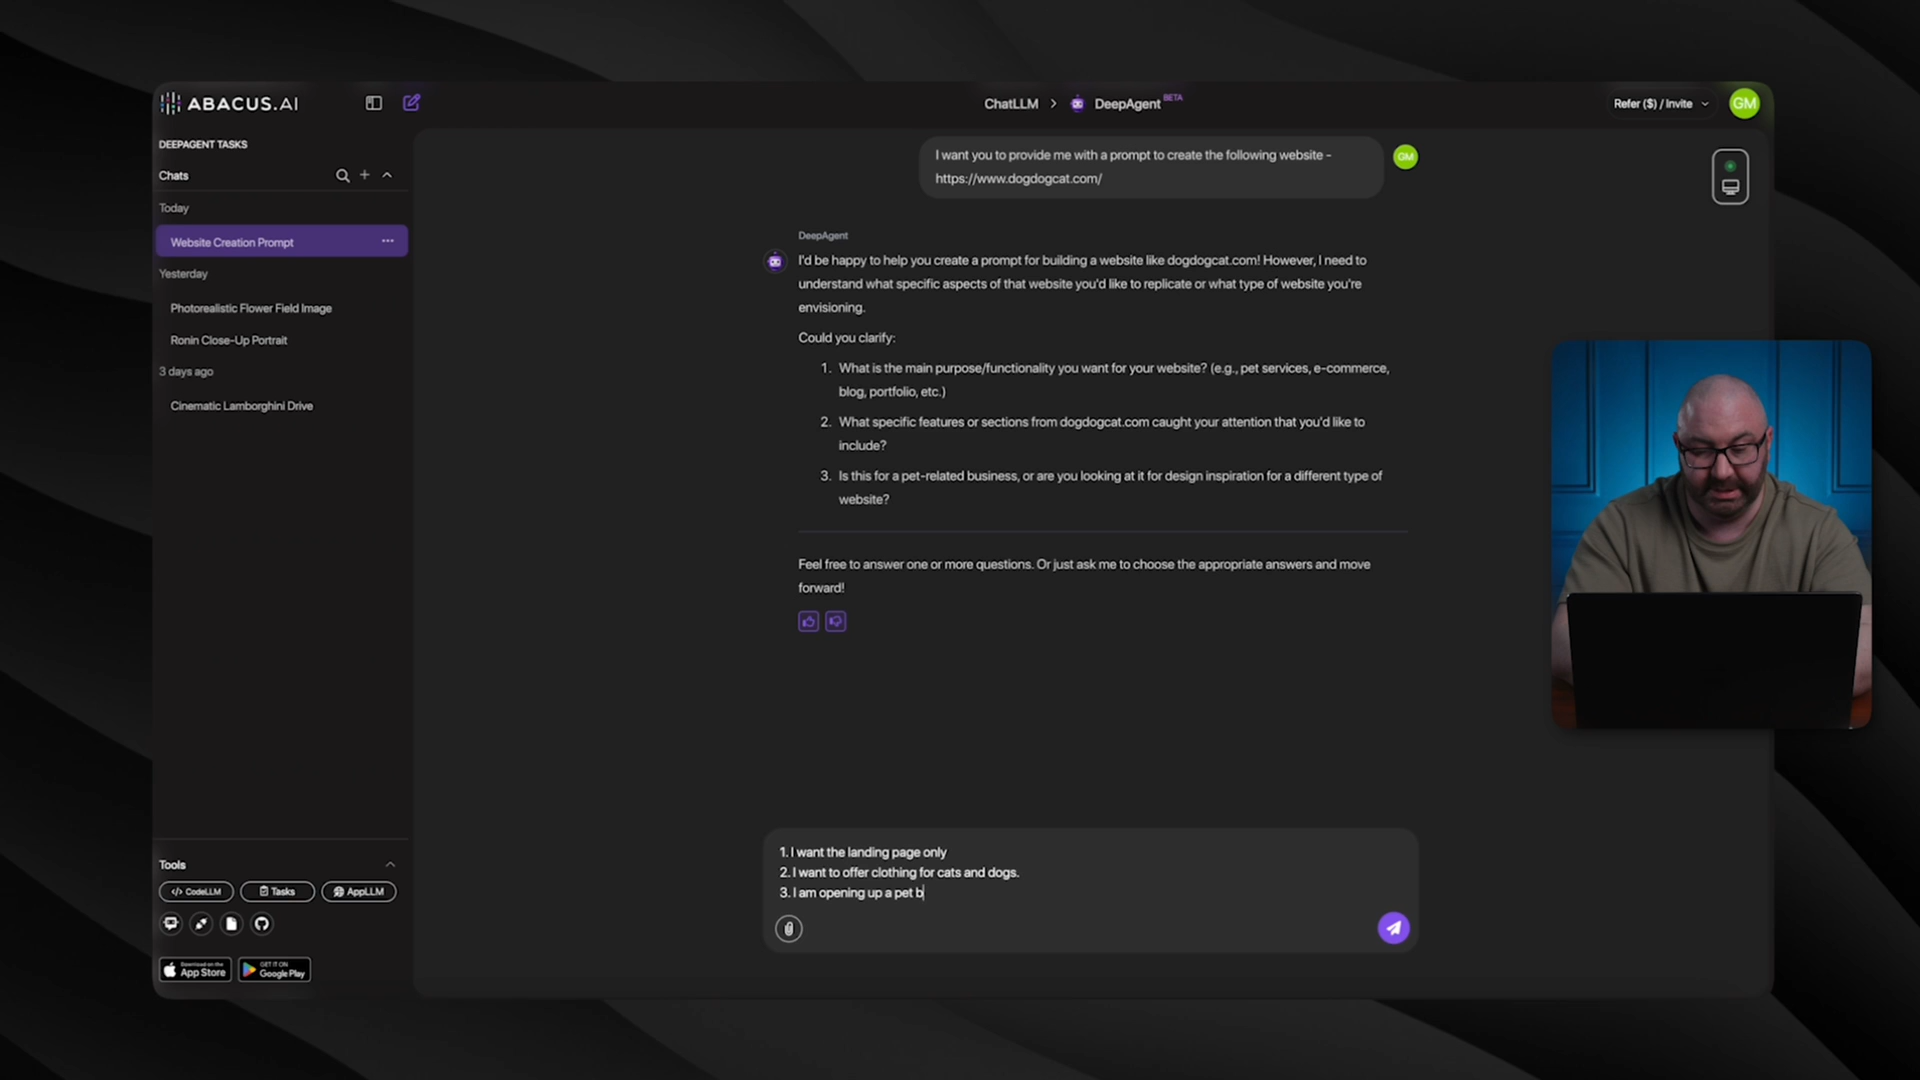 ABACUS.AI
ChatLLM > DeepAgent BETA
Refer ($) / Invite
GM
DEEPAGENT TASKS
Chats
Today
Website Creation Prompt
Yesterday
Photorealistic Flower Field Image
Ronin Close-Up Portrait
3 days ago
Cinematic Lamborghini Drive
I want you to provide me with a prompt to create the following website -
https://www.dogdogcat.com/
GM
DeepAgent
I'd be happy to help you create a prompt for building a website like dogdogcat.com! However, I need to
understand what specific aspects of that website you'd like to replicate or what type of website you're
envisioning.
Could you clarify:
1. What is the main purpose/functionality you want for your website? (e.g., pet services, e-commerce,
blog, portfolio, etc.)
2. What specific features or sections from dogdogcat.com caught your attention that you'd like to
include?
3. Is this for a pet-related business, or are you looking at it for design inspiration for a different type of
website?
Feel free to answer one or more questions. Or just ask me to choose the appropriate answers and move
forward!
1. I want the landing page only
2. I want to offer clothing for cats and dogs.
3. I am opening up a pet b
Tools
</> CodeLLM
Tasks
AppLLM
Download on the
App Store
GET IT ON
Google Play